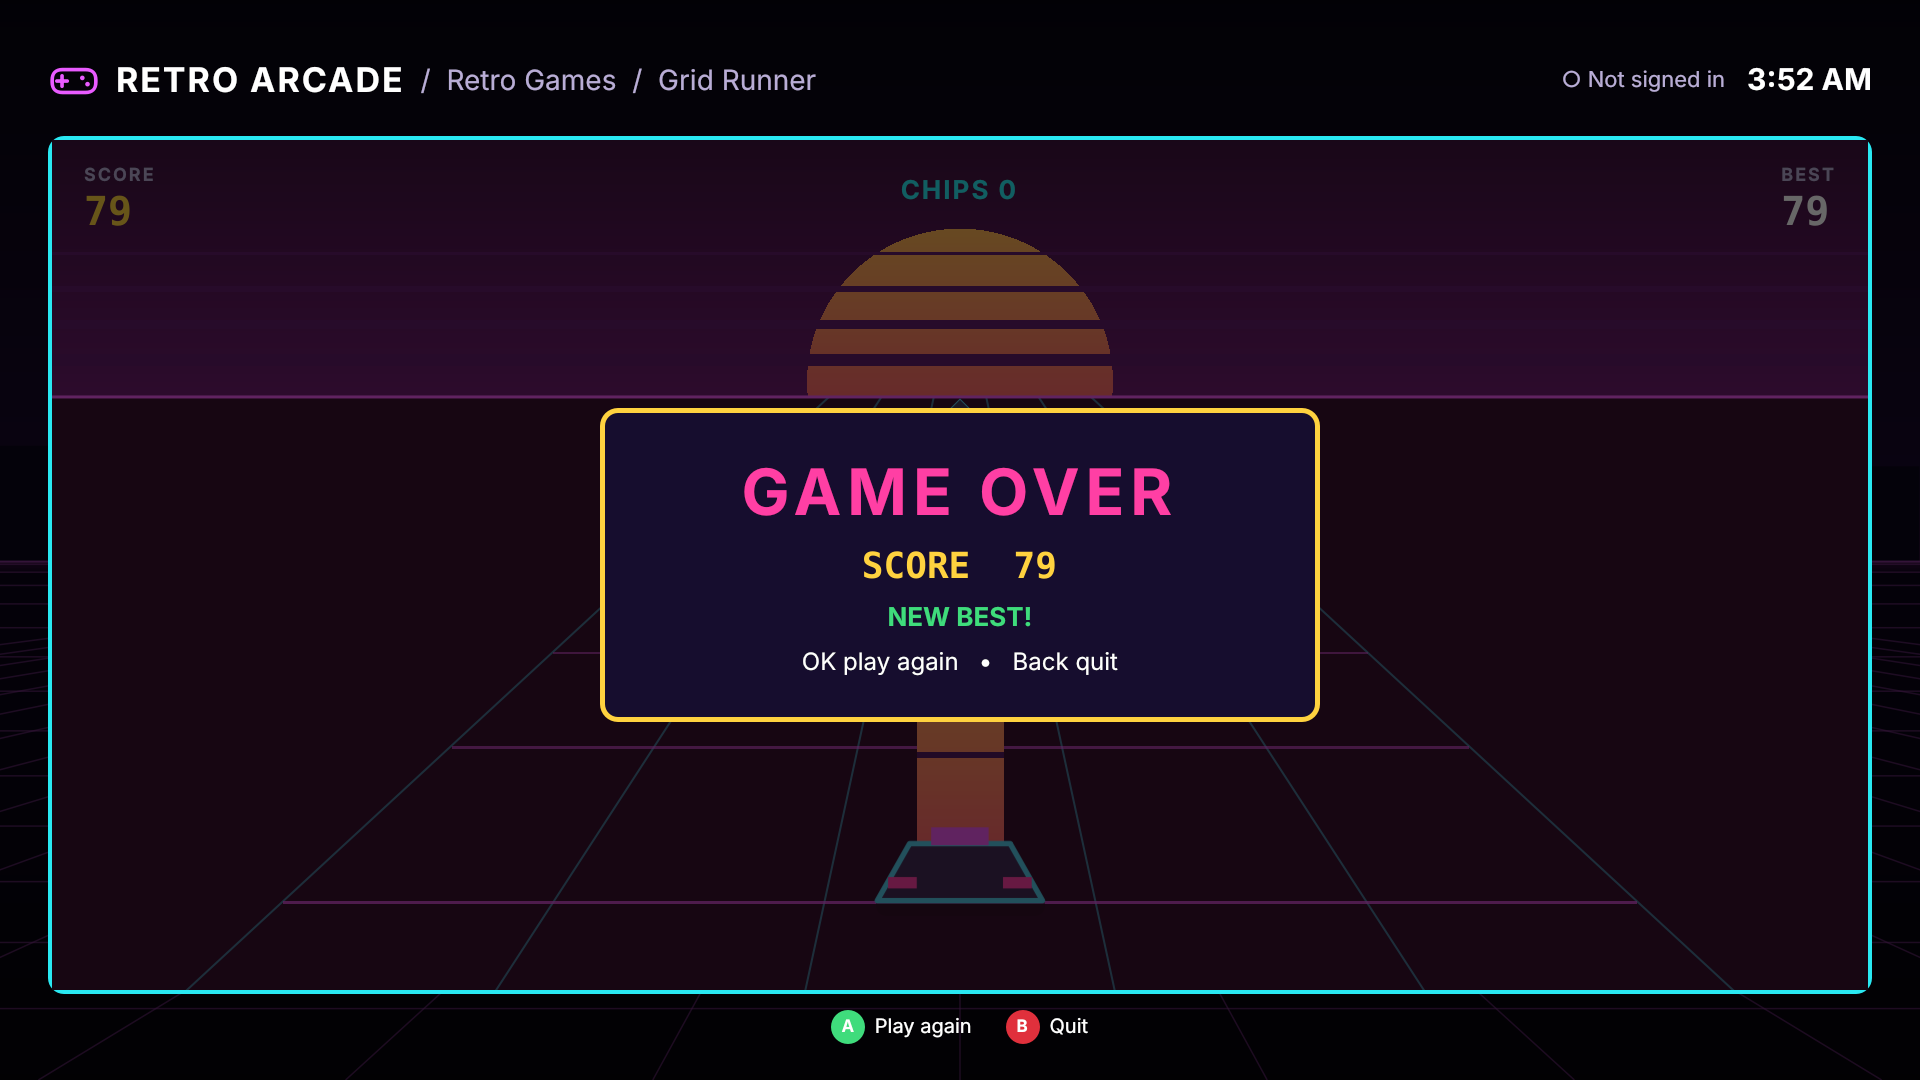 RETRO ARCADE / Retro Games / Grid Runner
Not signed in 3:52 AM
SCORE
79
CHIPS 0
BEST
79
GAME OVER
SCORE 79
NEW BEST!
OK play again • Back quit
A Play again B Quit